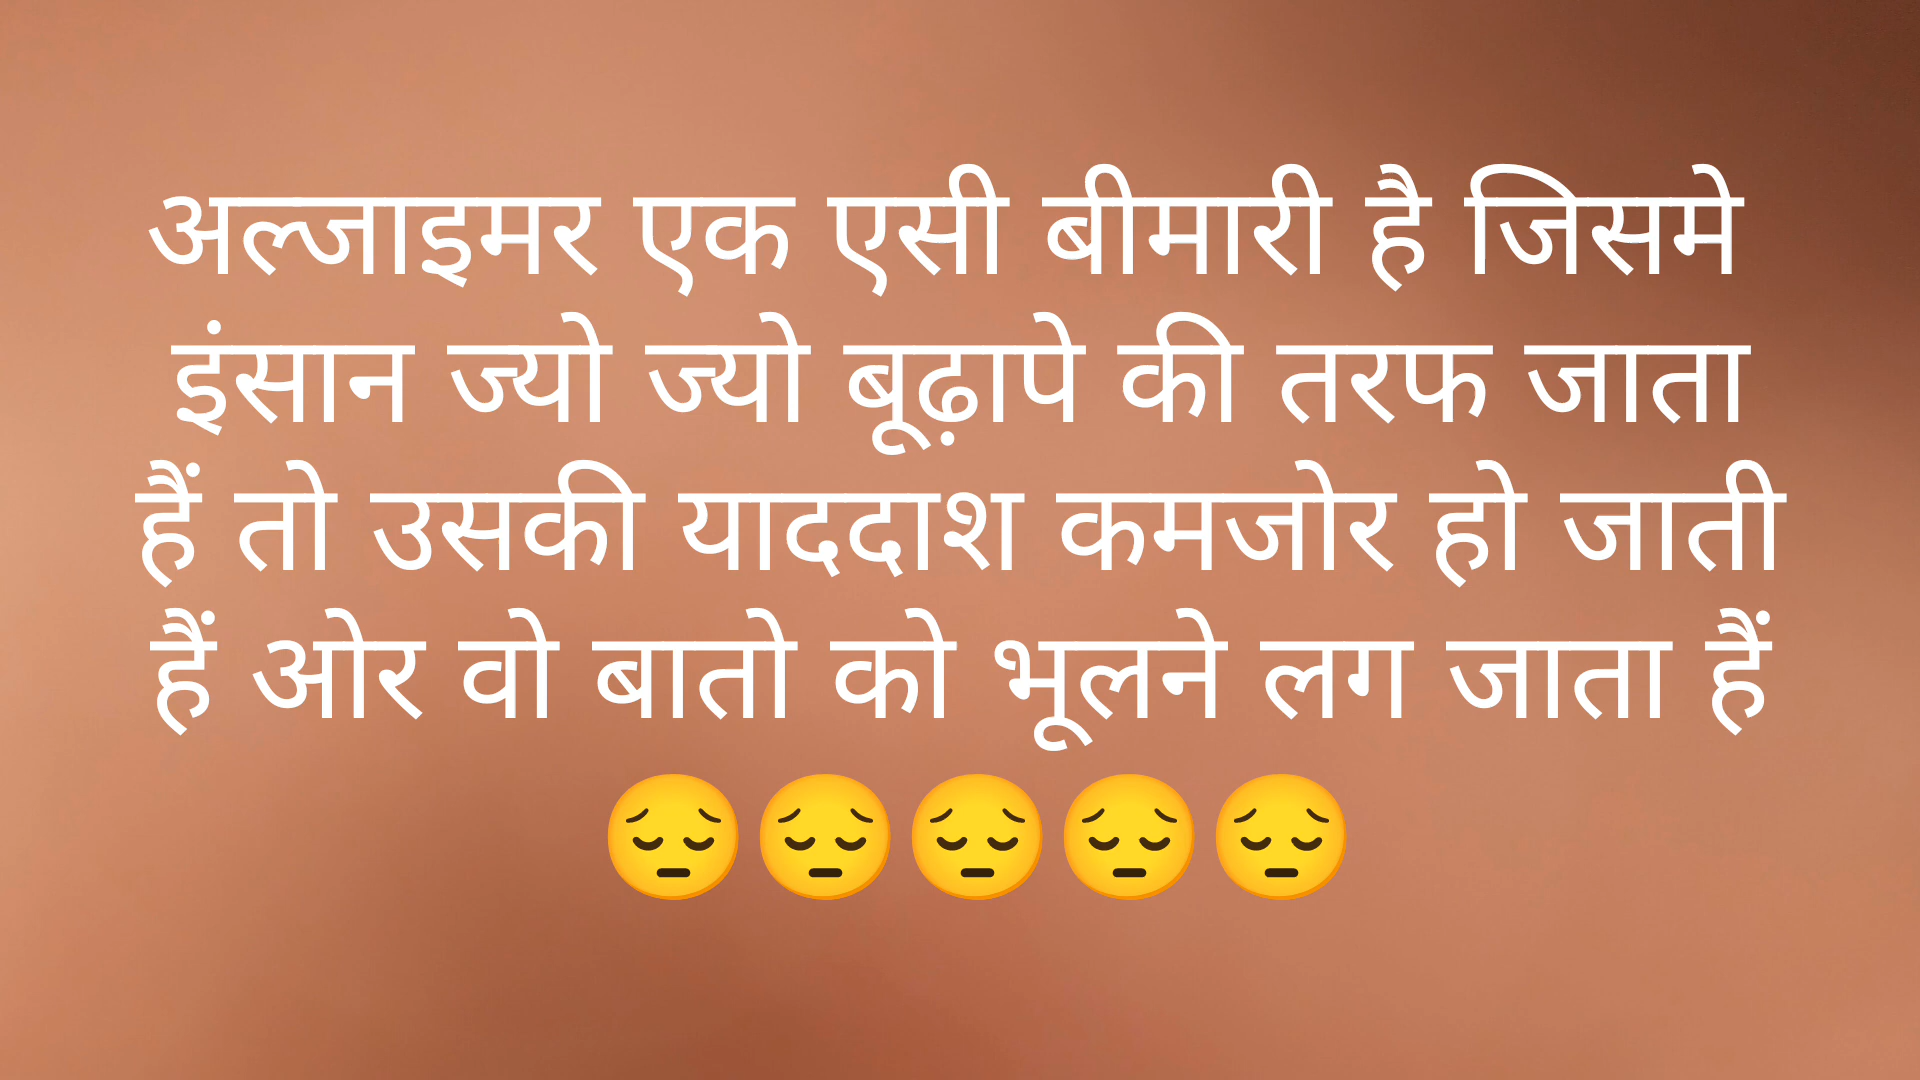 अल्जाइमर एक एसी बीमारी है जिसमे
इंसान ज्यो ज्यो बूढ़ापे की तरफ जाता
हैं तो उसकी याददाश कमजोर हो जाती
हैं ओर वो बातो को भूलने लग जाता हैं
😔😔😔😔😔